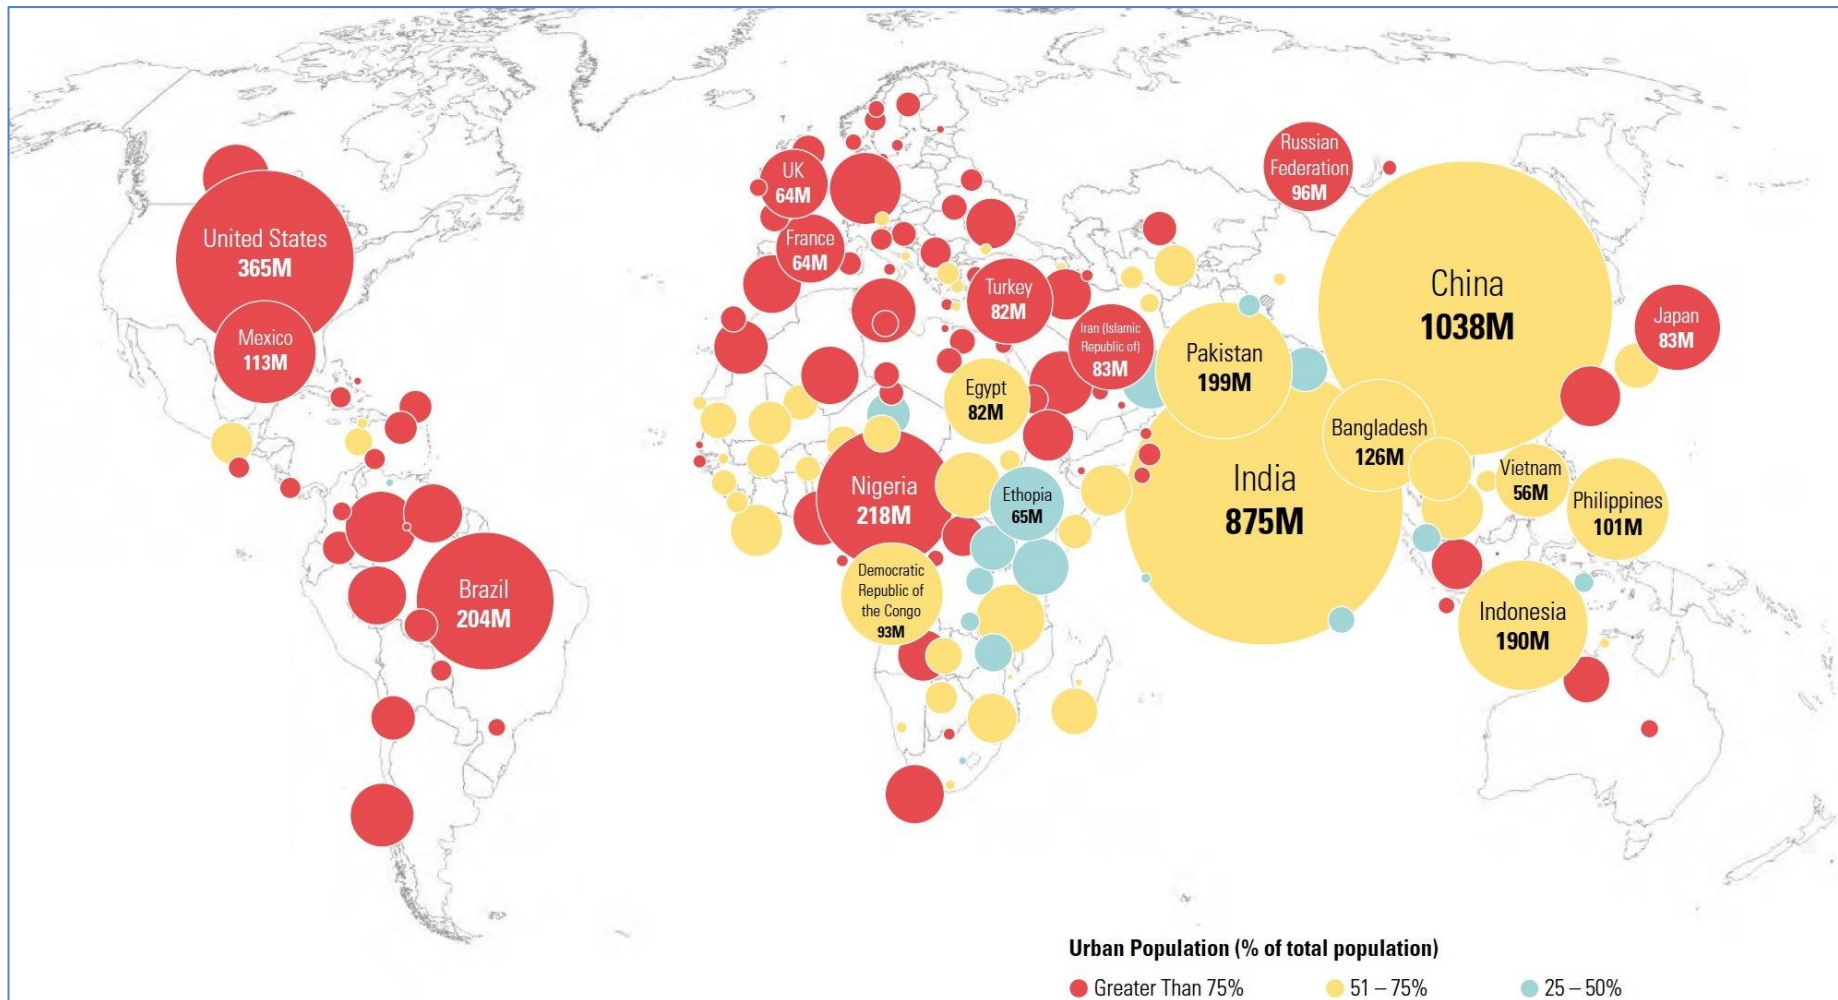 United States
365M
Mexico
113M
Brazil
204M
UK
64M
France
64M
Turkey
82M
Iran (Islamic
Republic of)
83M
Egypt
82M
Nigeria
218M
Ethopia
65M
Democratic
Republic of
the Congo
93M
Russian
Federation
96M
China
1038M
Japan
83M
Pakistan
199M
Bangladesh
126M
India
875M
Vietnam
56M
Philippines
101M
Indonesia
190M
Urban Population (% of total population)
Greater Than 75%
51 – 75%
25 – 50%